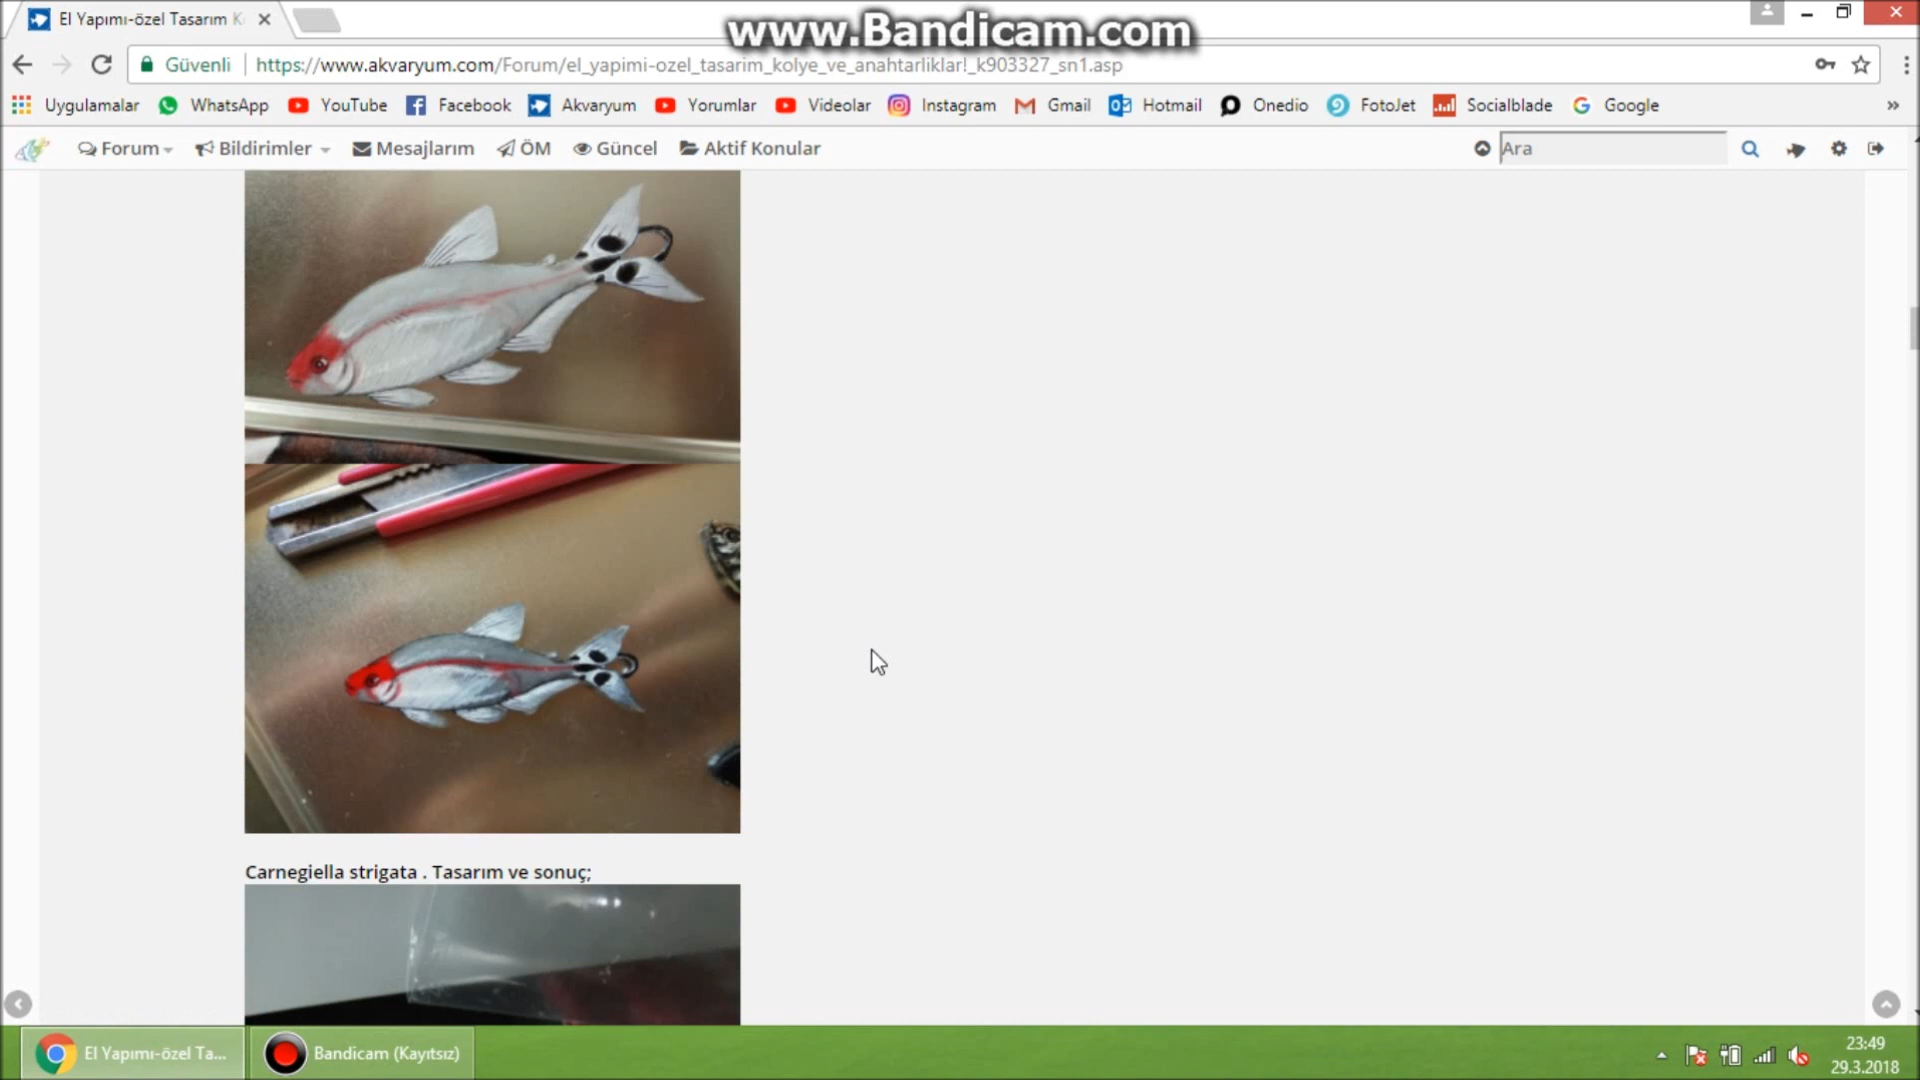 www.Bandicam.com
El Yapımı-özel Tasarım K
Güvenli
https://www.akvaryum.com/Forum/el_yapimi-ozel_tasarim_kolye_ve_anahtarliklar!_k903327_sn1.asp
Uygulamalar WhatsApp YouTube Facebook Akvaryum Yorumlar Videolar Instagram Gmail Hotmail Onedio FotoJet Socialblade Google »
Forum Bildirimler Mesajlarım ÖM Güncel Aktif Konular Ara
Carnegiella strigata . Tasarım ve sonuç;
El Yapımı-özel Ta... Bandicam (Kayıtsız)
23:49
29.3.2018